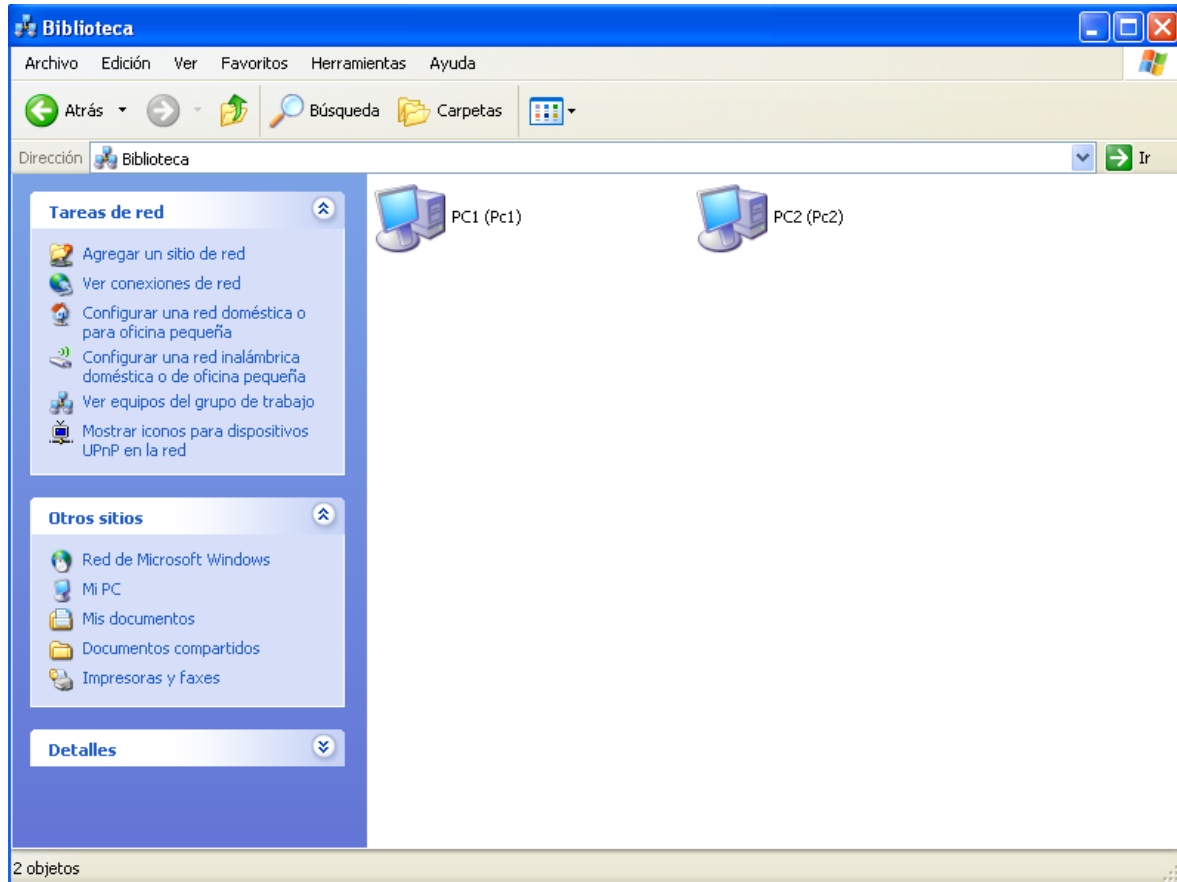 Biblioteca
Archivo Edición Ver Favoritos Herramientas Ayuda
Atrás Búsqueda Carpetas
Dirección Biblioteca Ir
Tareas de red
Agregar un sitio de red
Ver conexiones de red
Configurar una red doméstica o
para oficina pequeña
Configurar una red inalámbrica
doméstica o de oficina pequeña
Ver equipos del grupo de trabajo
Mostrar iconos para dispositivos
UPnP en la red
Otros sitios
Red de Microsoft Windows
Mi PC
Mis documentos
Documentos compartidos
Impresoras y faxes
Detalles
PC1 (Pc1)
PC2 (Pc2)
2 objetos